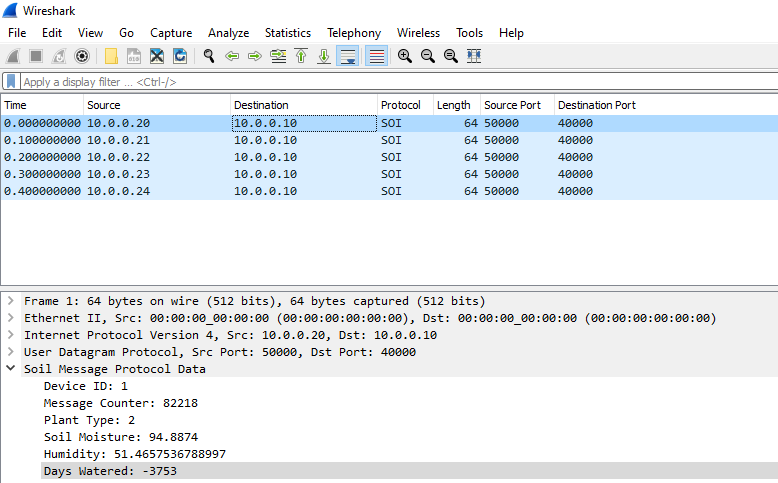 Wireshark
File Edit View Go Capture Analyze Statistics Telephony Wireless Tools Help
Apply a display filter ... <Ctrl-/>
Time Source Destination Protocol Length Source Port Destination Port
0.000000000 10.0.0.20 10.0.0.10 SOI 64 50000 40000
0.100000000 10.0.0.21 10.0.0.10 SOI 64 50000 40000
0.200000000 10.0.0.22 10.0.0.10 SOI 64 50000 40000
0.300000000 10.0.0.23 10.0.0.10 SOI 64 50000 40000
0.400000000 10.0.0.24 10.0.0.10 SOI 64 50000 40000
Frame 1: 64 bytes on wire (512 bits), 64 bytes captured (512 bits)
Ethernet II, Src: 00:00:00_00:00:00 (00:00:00:00:00:00), Dst: 00:00:00_00:00:00 (00:00:00:00:00:00)
Internet Protocol Version 4, Src: 10.0.0.20, Dst: 10.0.0.10
User Datagram Protocol, Src Port: 50000, Dst Port: 40000
Soil Message Protocol Data
Device ID: 1
Message Counter: 82218
Plant Type: 2
Soil Moisture: 94.8874
Humidity: 51.4657536788997
Days Watered: -3753